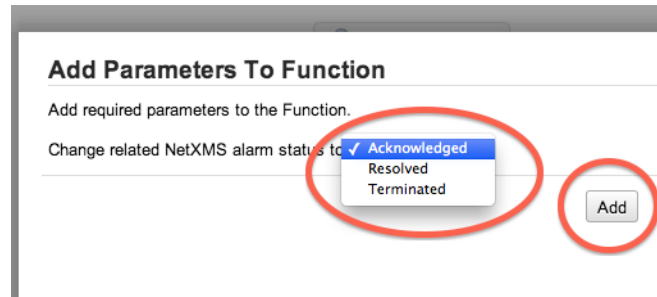 Add Parameters To Function
Add required parameters to the Function.
Change related NetXMS alarm status to ✓ Acknowledged
Resolved
Terminated
Add